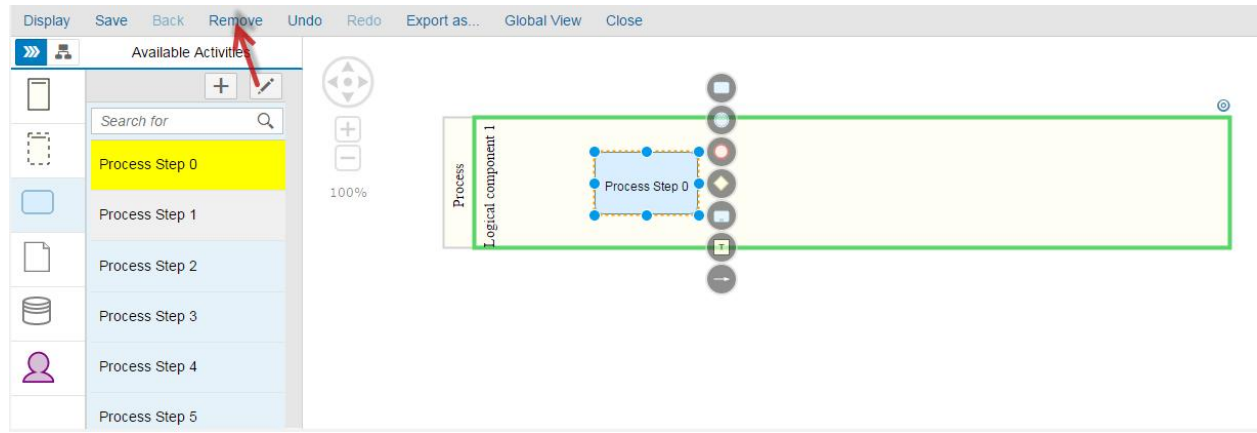 Display Save Back Remove Undo Redo Export as... Global View Close
Available Activities
Search for
Process Step 0
Process Step 1
Process Step 2
Process Step 3
Process Step 4
Process Step 5
100%
Process
Logical component 1
Process Step 0
T